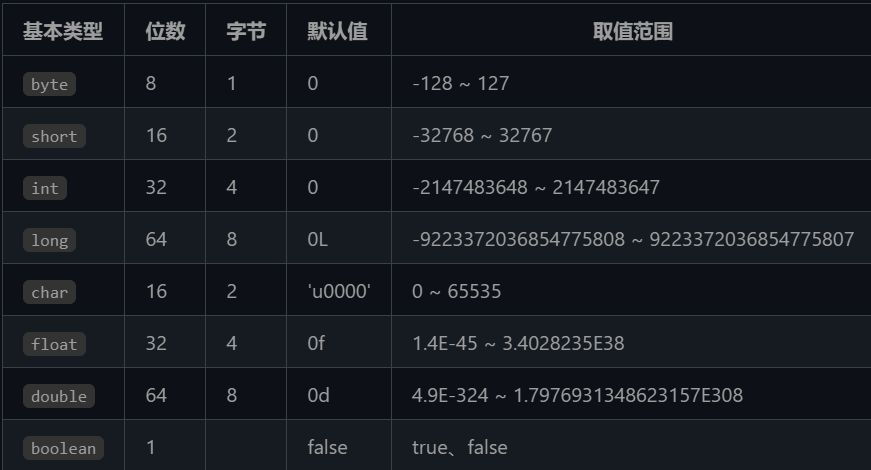 基本类型 位数 字节 默认值 取值范围
byte 8 1 0 -128 ~ 127
short 16 2 0 -32768 ~ 32767
int 32 4 0 -2147483648 ~ 2147483647
long 64 8 0L -9223372036854775808 ~ 9223372036854775807
char 16 2 'u0000' 0 ~ 65535
float 32 4 0f 1.4E-45 ~ 3.4028235E38
double 64 8 0d 4.9E-324 ~ 1.7976931348623157E308
boolean 1 false true、false